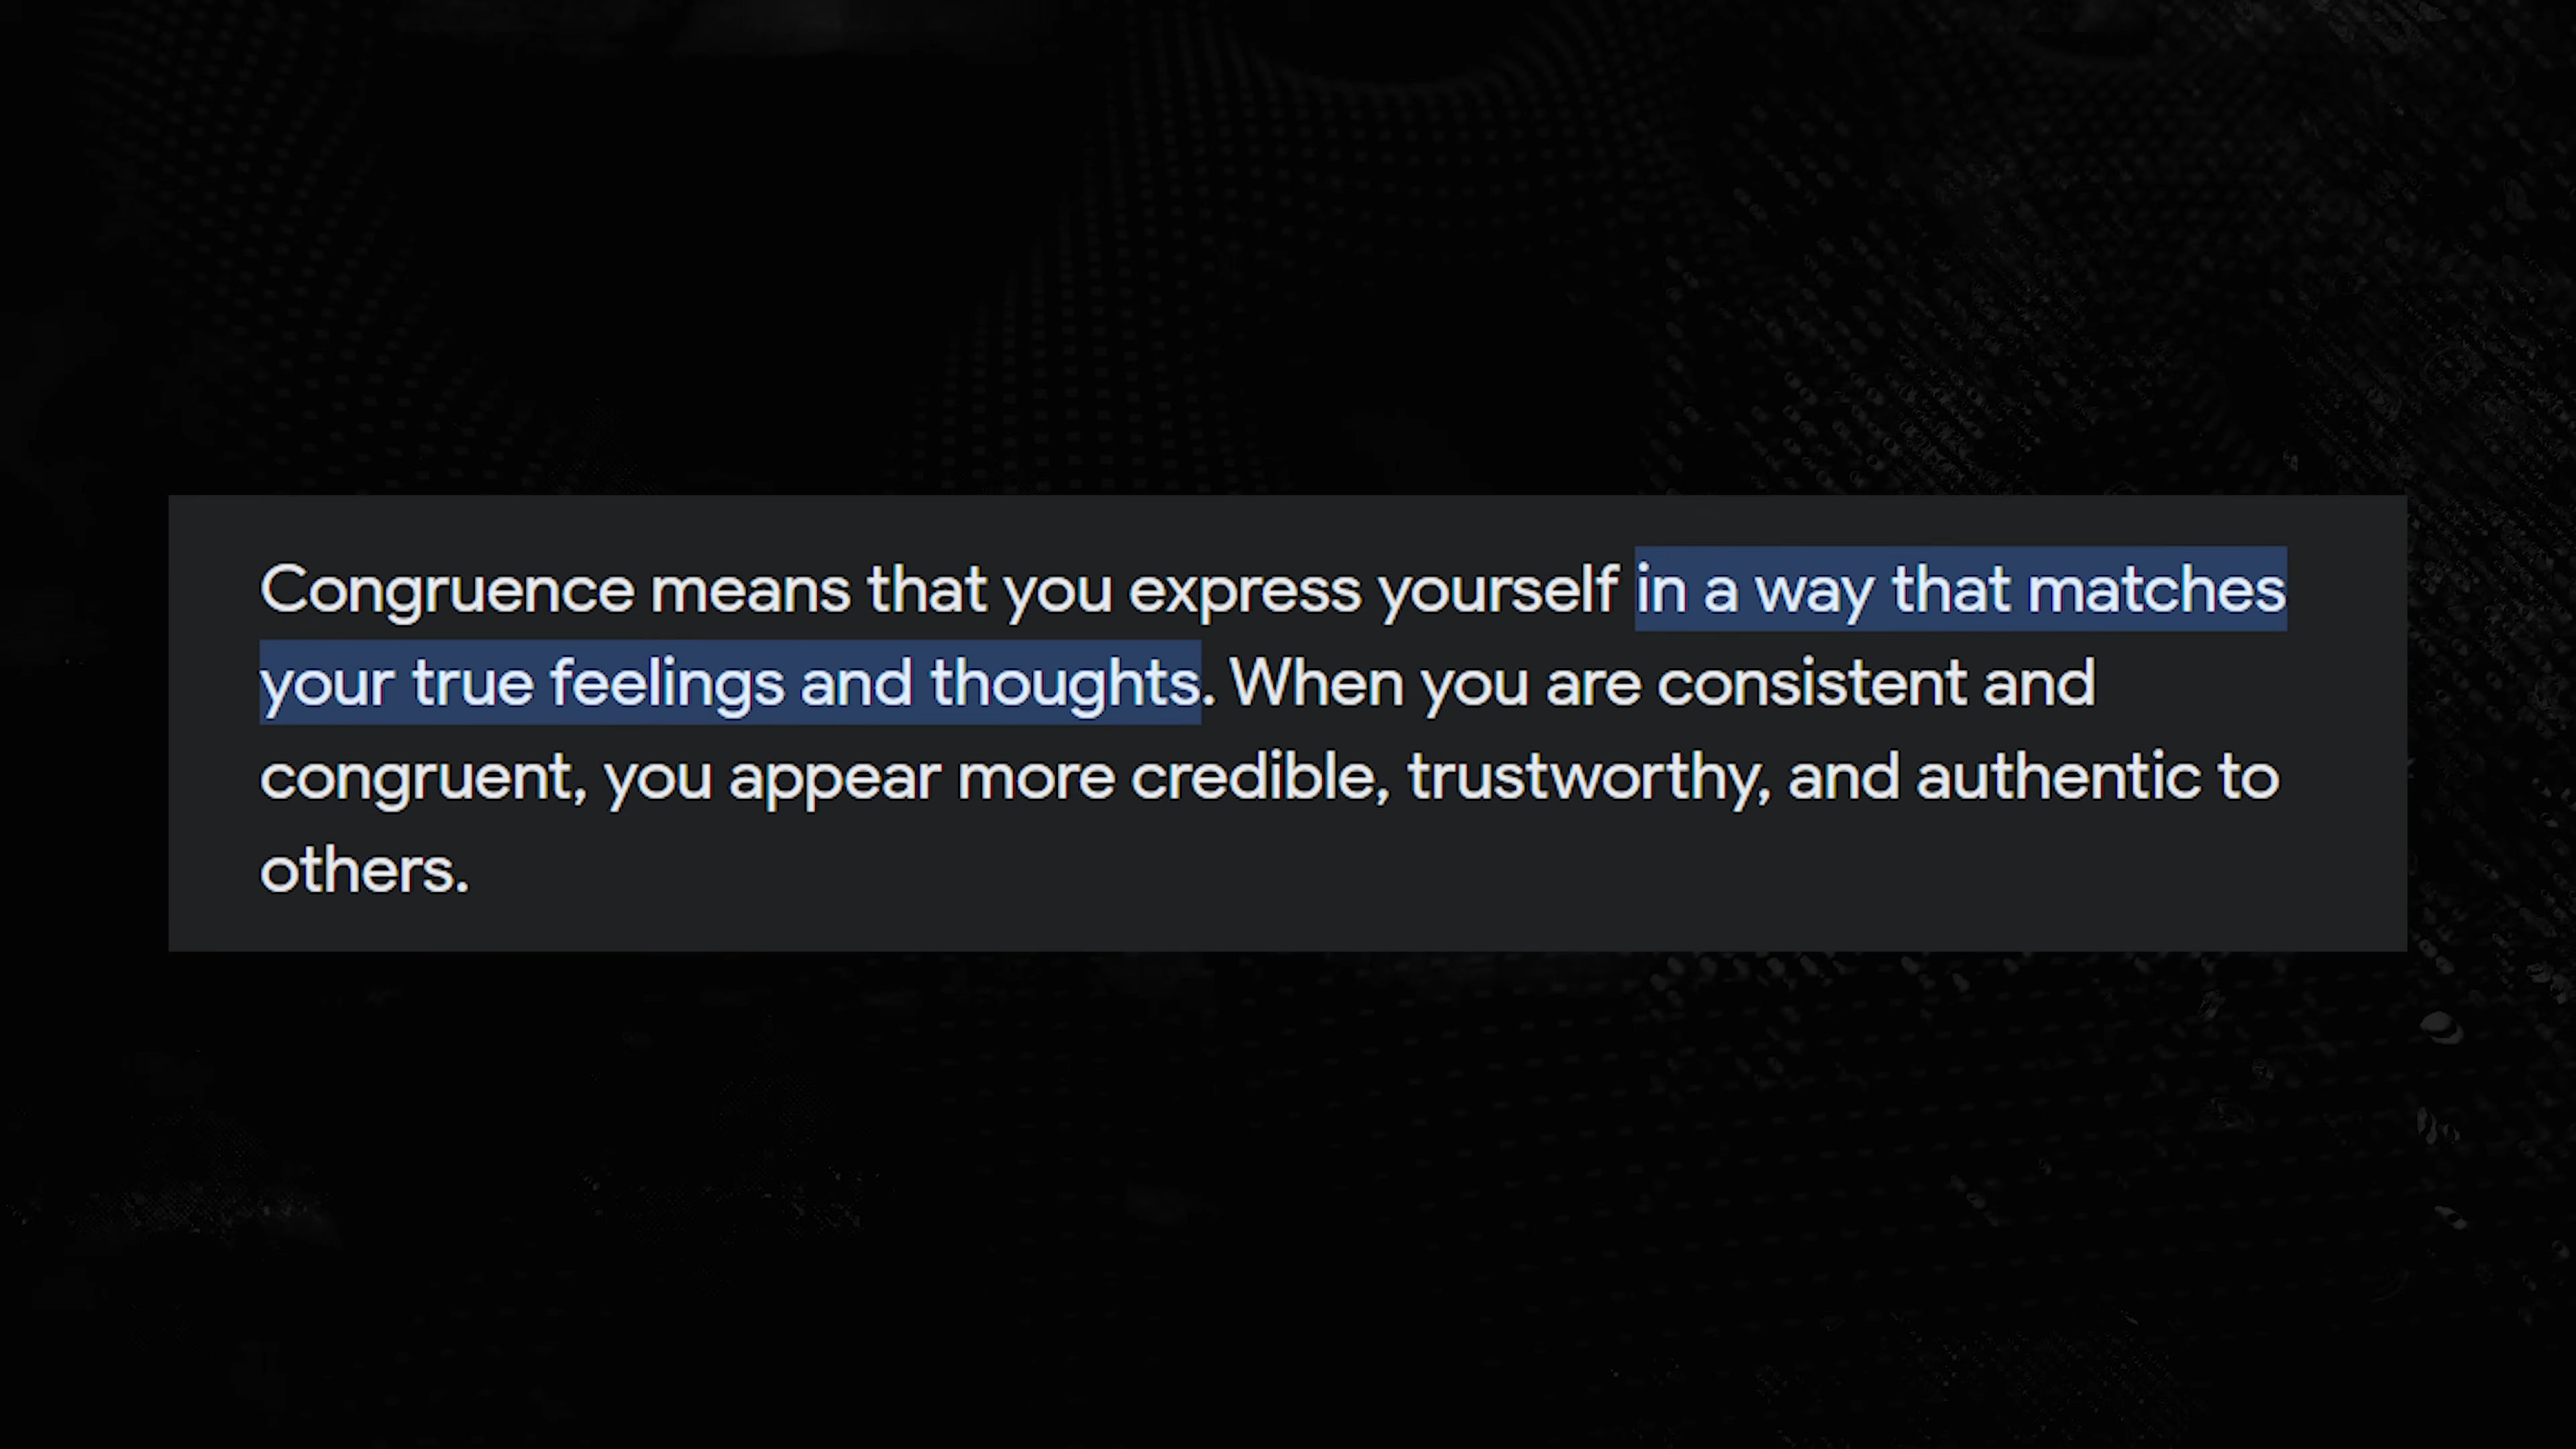 Congruence means that you express yourself in a way that matches
your true feelings and thoughts. When you are consistent and
congruent, you appear more credible, trustworthy, and authentic to
others.